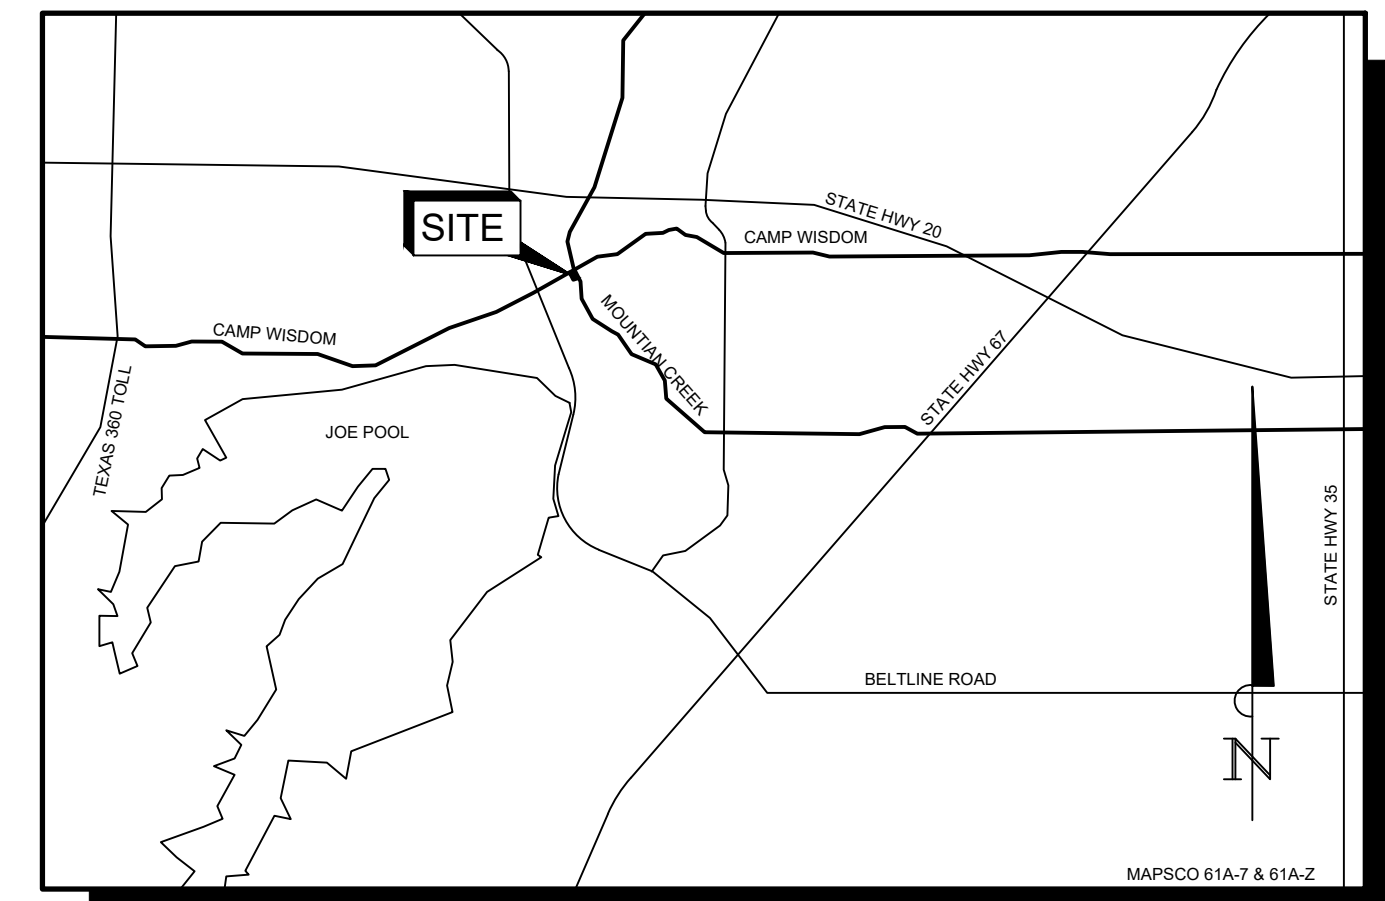 STATE HWY 20
SITE
CAMP WISDOM
CAMP WISDOM
MOUNTIAN CREEK
STATE HWY 67
TEXAS 360 TOLL
JOE POOL
STATE HWY 35
BELTLINE ROAD
N
MAPSCO 61A-7 & 61A-Z